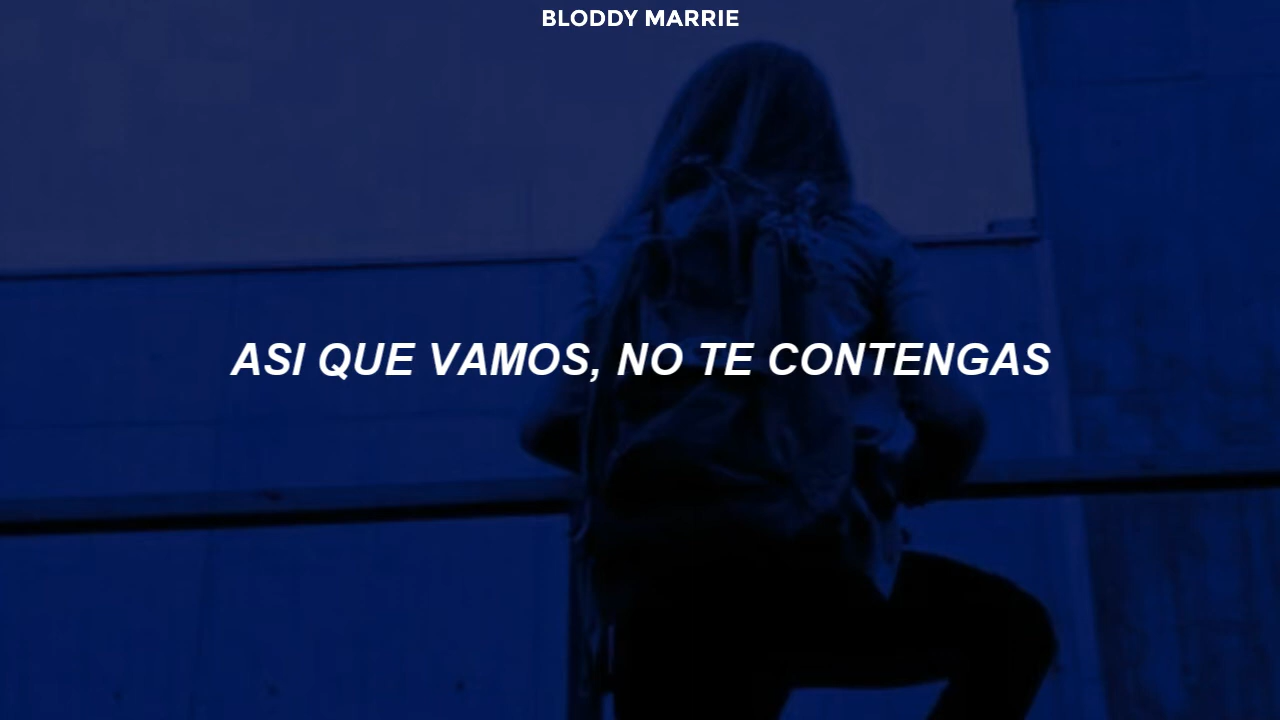 BLODDY MARRIE
ASI QUE VAMOS, NO TE CONTENGAS